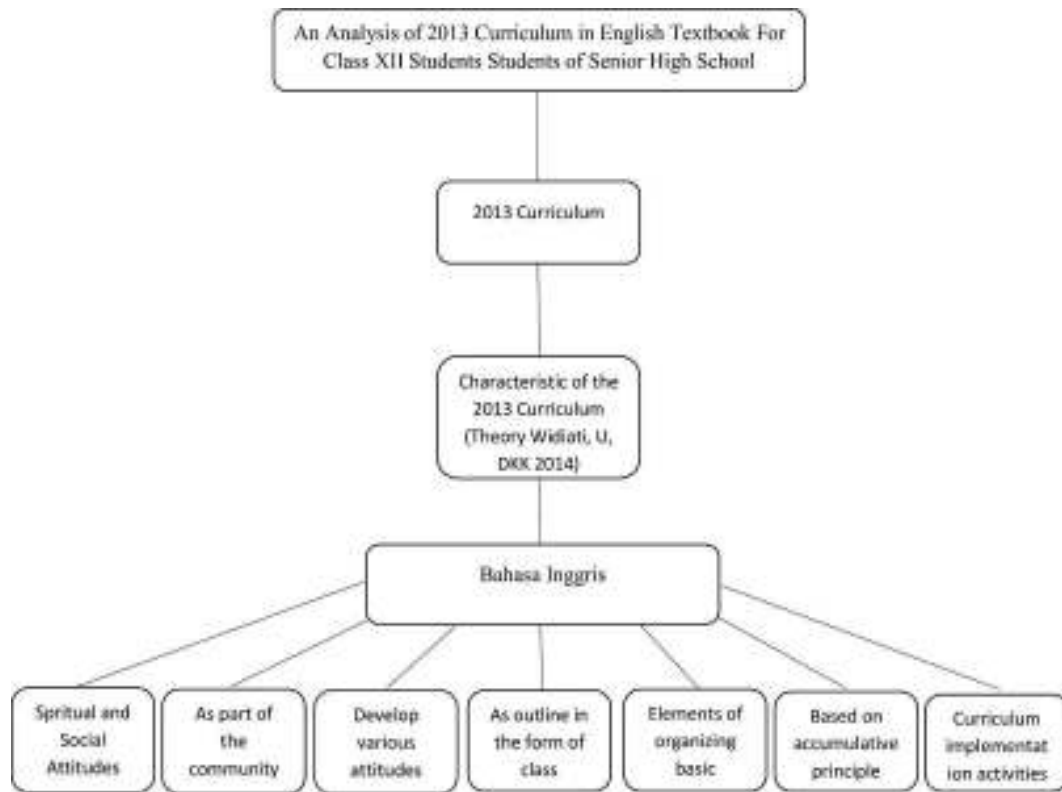 An Analysis of 2013 Curriculum in English Textbook For
Class XII Students Students of Senior High School
2013 Curriculum
Characteristic of the
2013 Curriculum
(Theory Widiati, U,
DKK 2014)
Bahasa Inggris
Spritual and
Social
Attitudes
As part of
the
community
Develop
various
attitudes
As outline in
the form of
class
Elements of
organizing
basic
Based on
accumulative
principle
Curriculum
implementat
ion activities